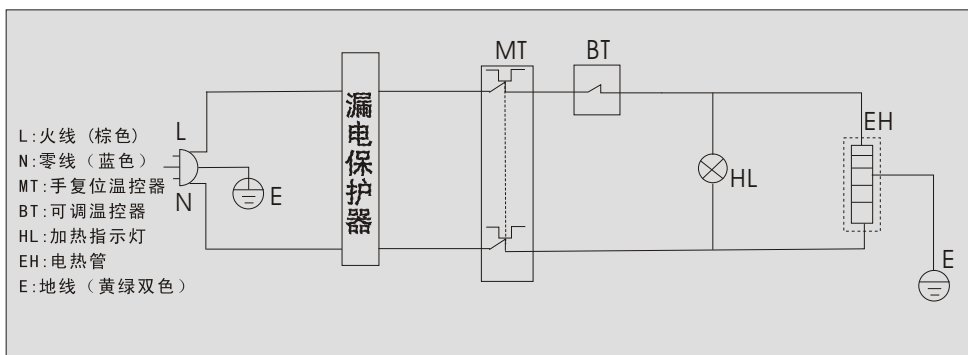 L:火线 (棕色)
N:零线（蓝色）
MT:手复位温控器
BT:可调温控器
HL:加热指示灯
EH:电热管
E:地线（黄绿双色）
L
N
E
漏电保护器
MT
BT
HL
EH
E